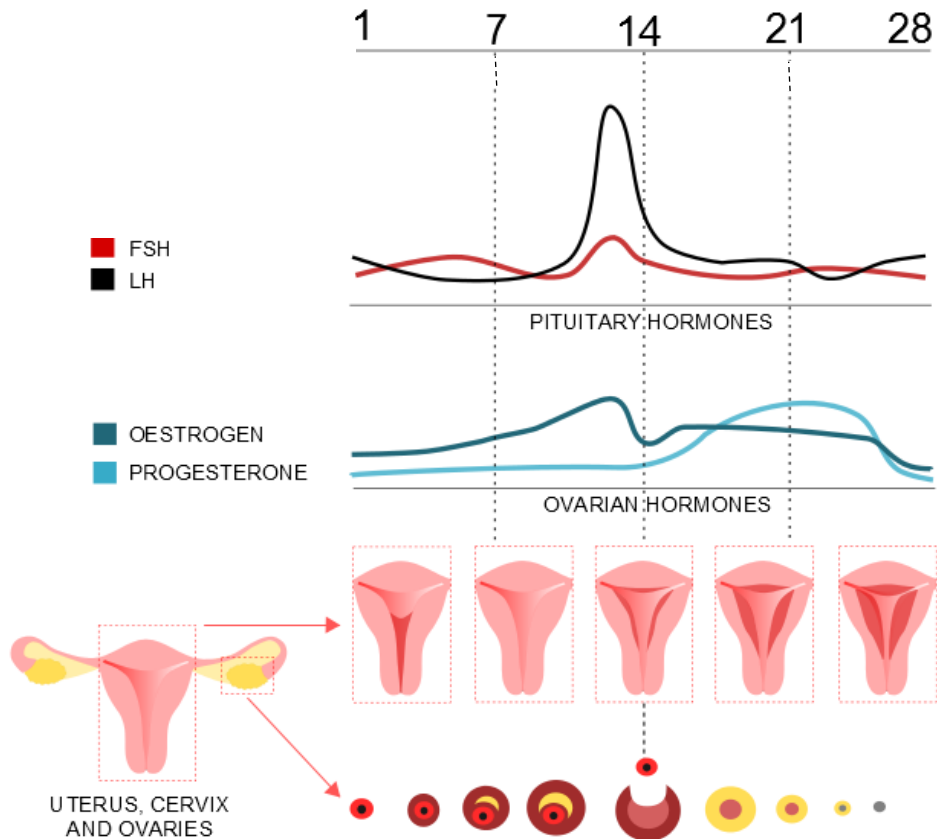 1 7 14 21 28
FSH
LH
PITUITARY HORMONES
OESTROGEN
PROGESTERONE
OVARIAN HORMONES
UTERUS, CERVIX
AND OVARIES